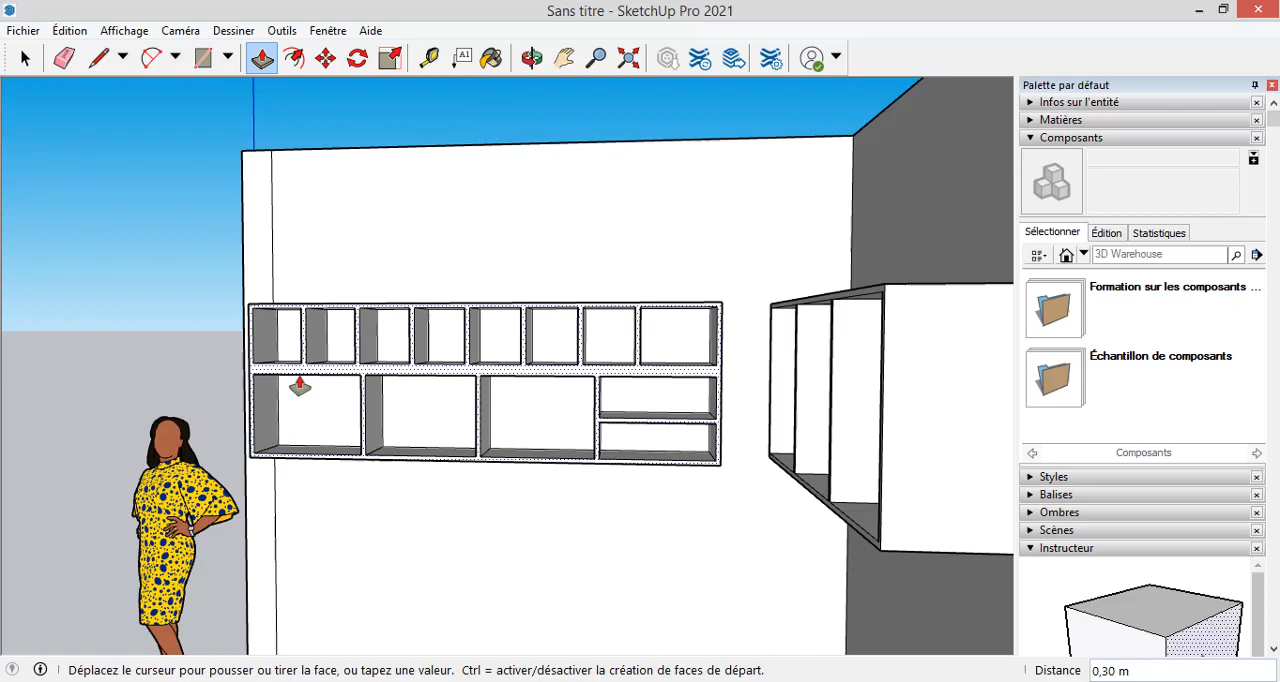 Sans titre - SketchUp Pro 2021
Fichier Édition Affichage Caméra Dessiner Outils Fenêtre Aide
A1
Palette par défaut
Infos sur l'entité
Matières
Composants
Sélectionner Édition Statistiques
3D Warehouse
Formation sur les composants ...
Échantillon de composants
Composants
Styles
Balises
Ombres
Scènes
Instructeur
Déplacez le curseur pour pousser ou tirer la face, ou tapez une valeur. Ctrl = activer/désactiver la création de faces de départ.
Distance 0,30 m